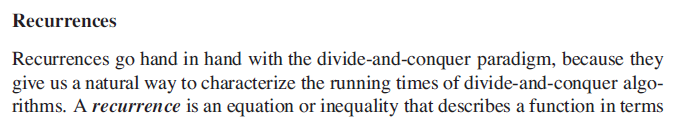 Recurrences
Recurrences go hand in hand with the divide-and-conquer paradigm, because they
give us a natural way to characterize the running times of divide-and-conquer algo-
rithms. A recurrence is an equation or inequality that describes a function in terms